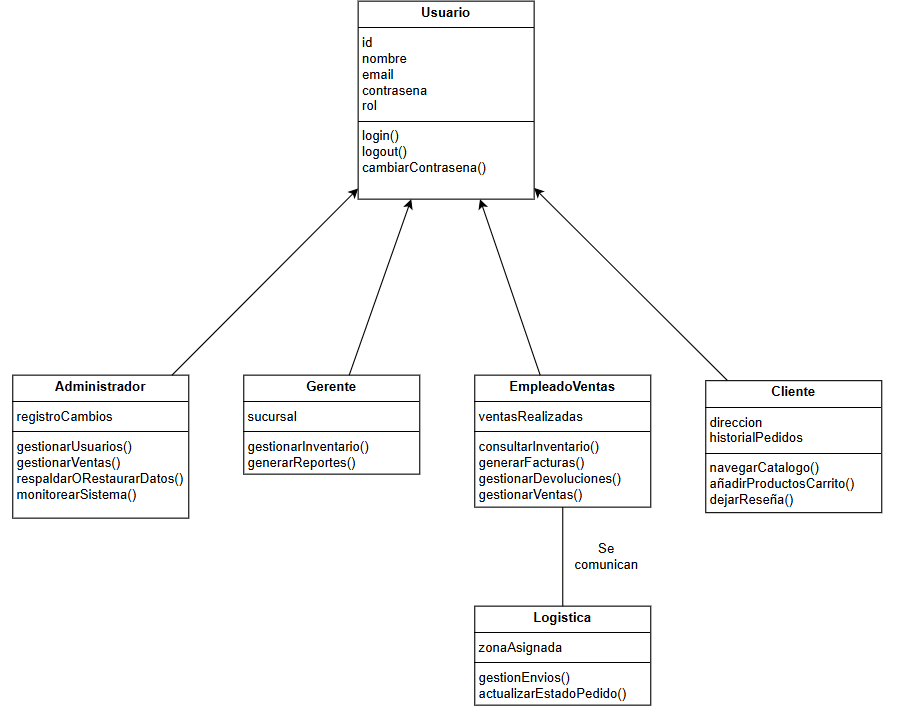 Usuario
id
nombre
email
contrasena
rol
login()
logout()
cambiarContrasena()
Administrador
registroCambios
gestionarUsuarios()
gestionarVentas()
respaldarORestaurarDatos()
monitorearSistema()
Gerente
sucursal
gestionarInventario()
generarReportes()
EmpleadoVentas
ventasRealizadas
consultarInventario()
generarFacturas()
gestionarDevoluciones()
gestionarVentas()
Cliente
direccion
historialPedidos
navegarCatalogo()
añadirProductosCarrito()
dejarReseña()
Se
comunican
Logistica
zonaAsignada
gestionEnvios()
actualizarEstadoPedido()